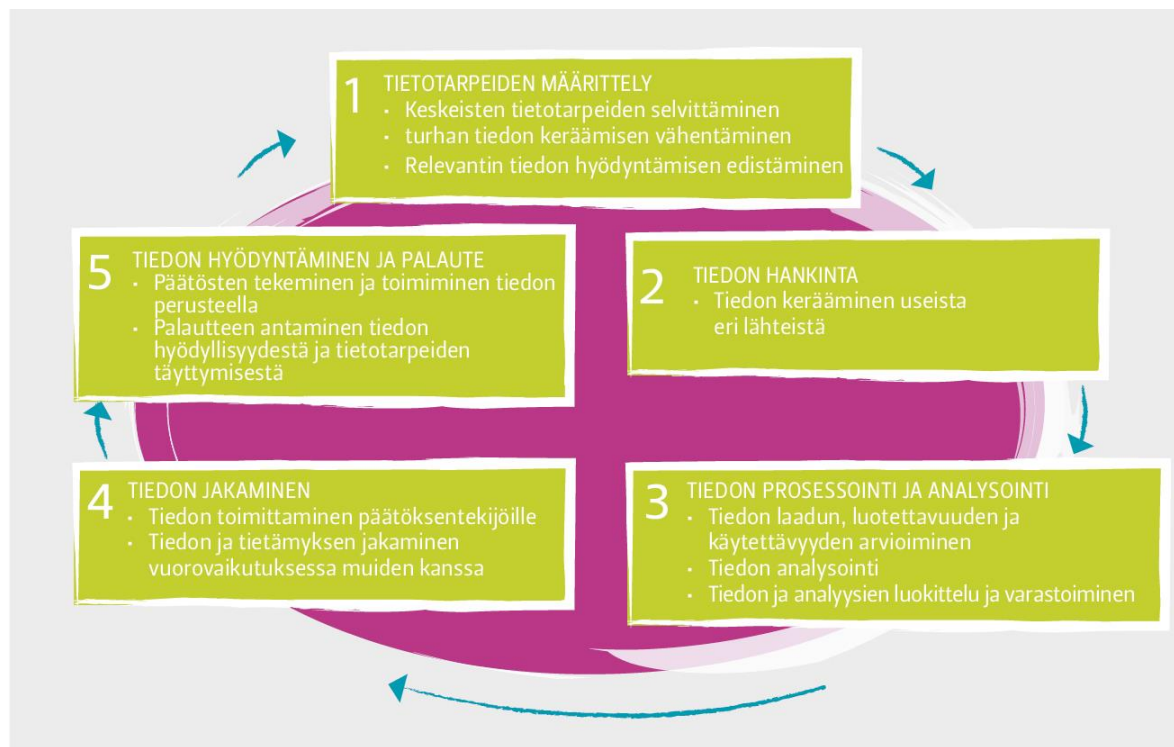 1
TIETOTARPEIDEN MÄÄRITTELY
• Keskeisten tietotarpeiden selvittäminen
• turhan tiedon keräämisen vähentäminen
• Relevantin tiedon hyödyntämisen edistäminen
2
TIEDON HANKINTA
• Tiedon kerääminen useista
eri lähteistä
3
TIEDON PROSESSOINTI JA ANALYSOINTI
• Tiedon laadun, luotettavuuden ja
käytettävyyden arvioiminen
• Tiedon analysointi
• Tiedon ja analyysien luokittelu ja varastoiminen
4
TIEDON JAKAMINEN
• Tiedon toimittaminen päätöksentekijöille
• Tiedon ja tietämyksen jakaminen
vuorovaikutuksessa muiden kanssa
5
TIEDON HYÖDYNTÄMINEN JA PALAUTE
• Päätösten tekeminen ja toimiminen tiedon
perusteella
• Palautteen antaminen tiedon
hyödyllisyydestä ja tietotarpeiden
täyttymisestä